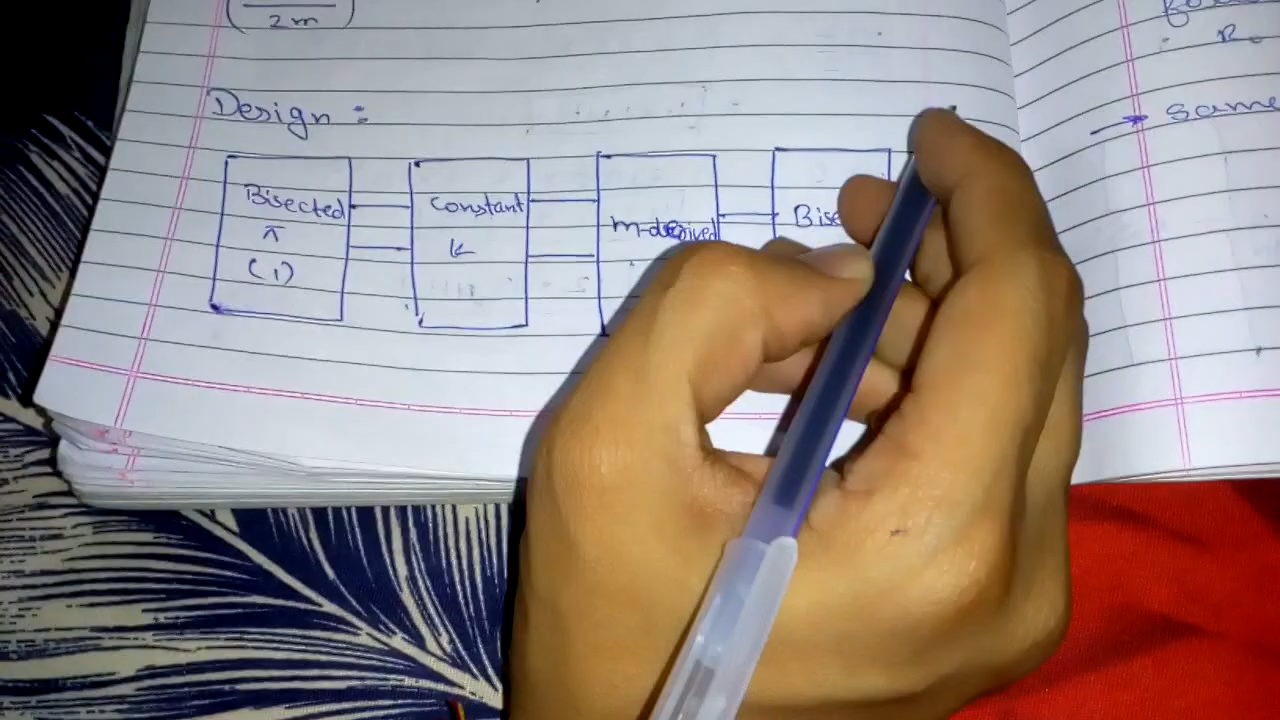 2m
Design :
Bisected
π
(1)
Constant
K
m-derived
Bise
Same